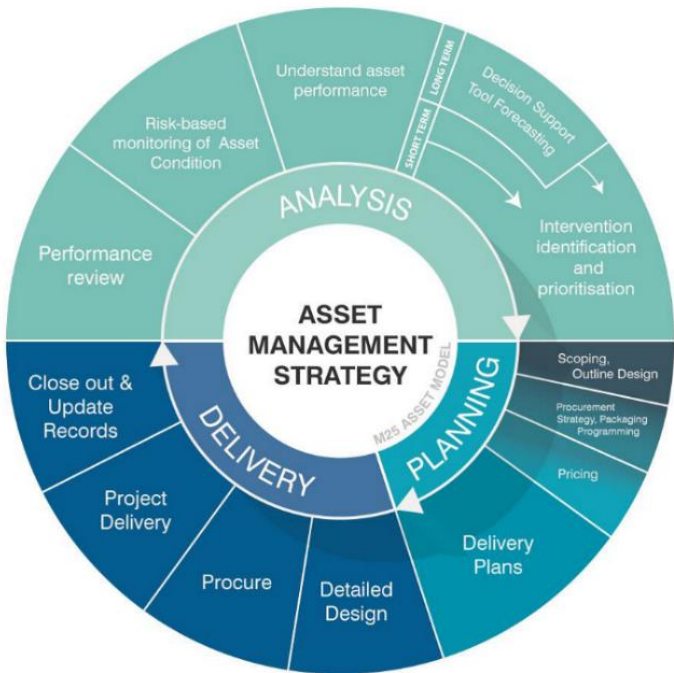 Understand asset
performance
LONG TERM
SHORT TERM
Decision Support
Tool Forecasting
Risk-based
monitoring of Asset
Condition
Performance
review
ANALYSIS
Intervention
identification
and
prioritisation
ASSET
MANAGEMENT
STRATEGY
M25 ASSET MODEL
PLANNING
Scoping,
Outline Design
Procurement
Strategy, Packaging
Programming
Pricing
Delivery
Plans
DELIVERY
Detailed
Design
Procure
Project
Delivery
Close out &
Update
Records